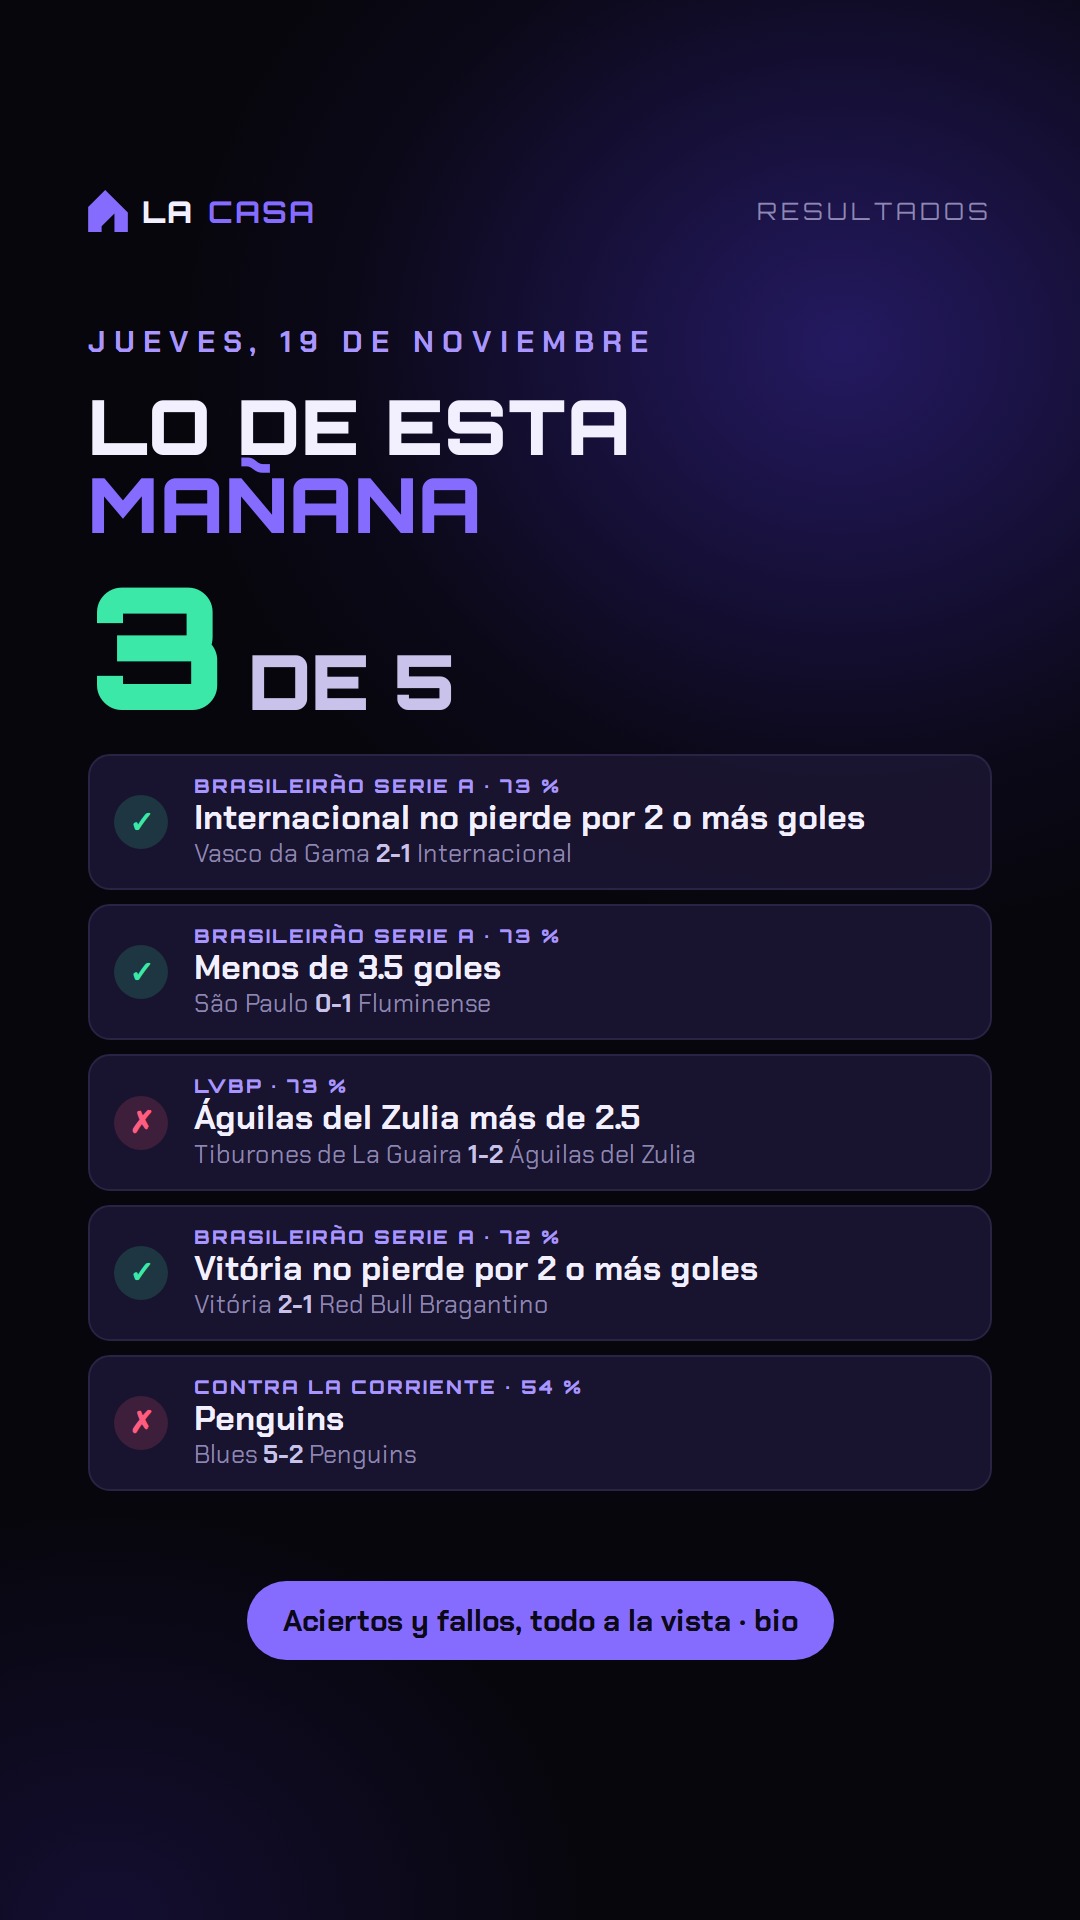 LA CASA
RESULTADOS
JUEVES, 19 DE NOVIEMBRE
LO DE ESTA
MAÑANA
3 DE 5
BRASILEIRÃO SERIE A · 73 %
✓ Internacional no pierde por 2 o más goles
Vasco da Gama 2-1 Internacional
BRASILEIRÃO SERIE A · 73 %
✓ Menos de 3.5 goles
São Paulo 0-1 Fluminense
LVBP · 73 %
✗ Águilas del Zulia más de 2.5
Tiburones de La Guaira 1-2 Águilas del Zulia
BRASILEIRÃO SERIE A · 72 %
✓ Vitória no pierde por 2 o más goles
Vitória 2-1 Red Bull Bragantino
CONTRA LA CORRIENTE · 54 %
✗ Penguins
Blues 5-2 Penguins
Aciertos y fallos, todo a la vista · bio